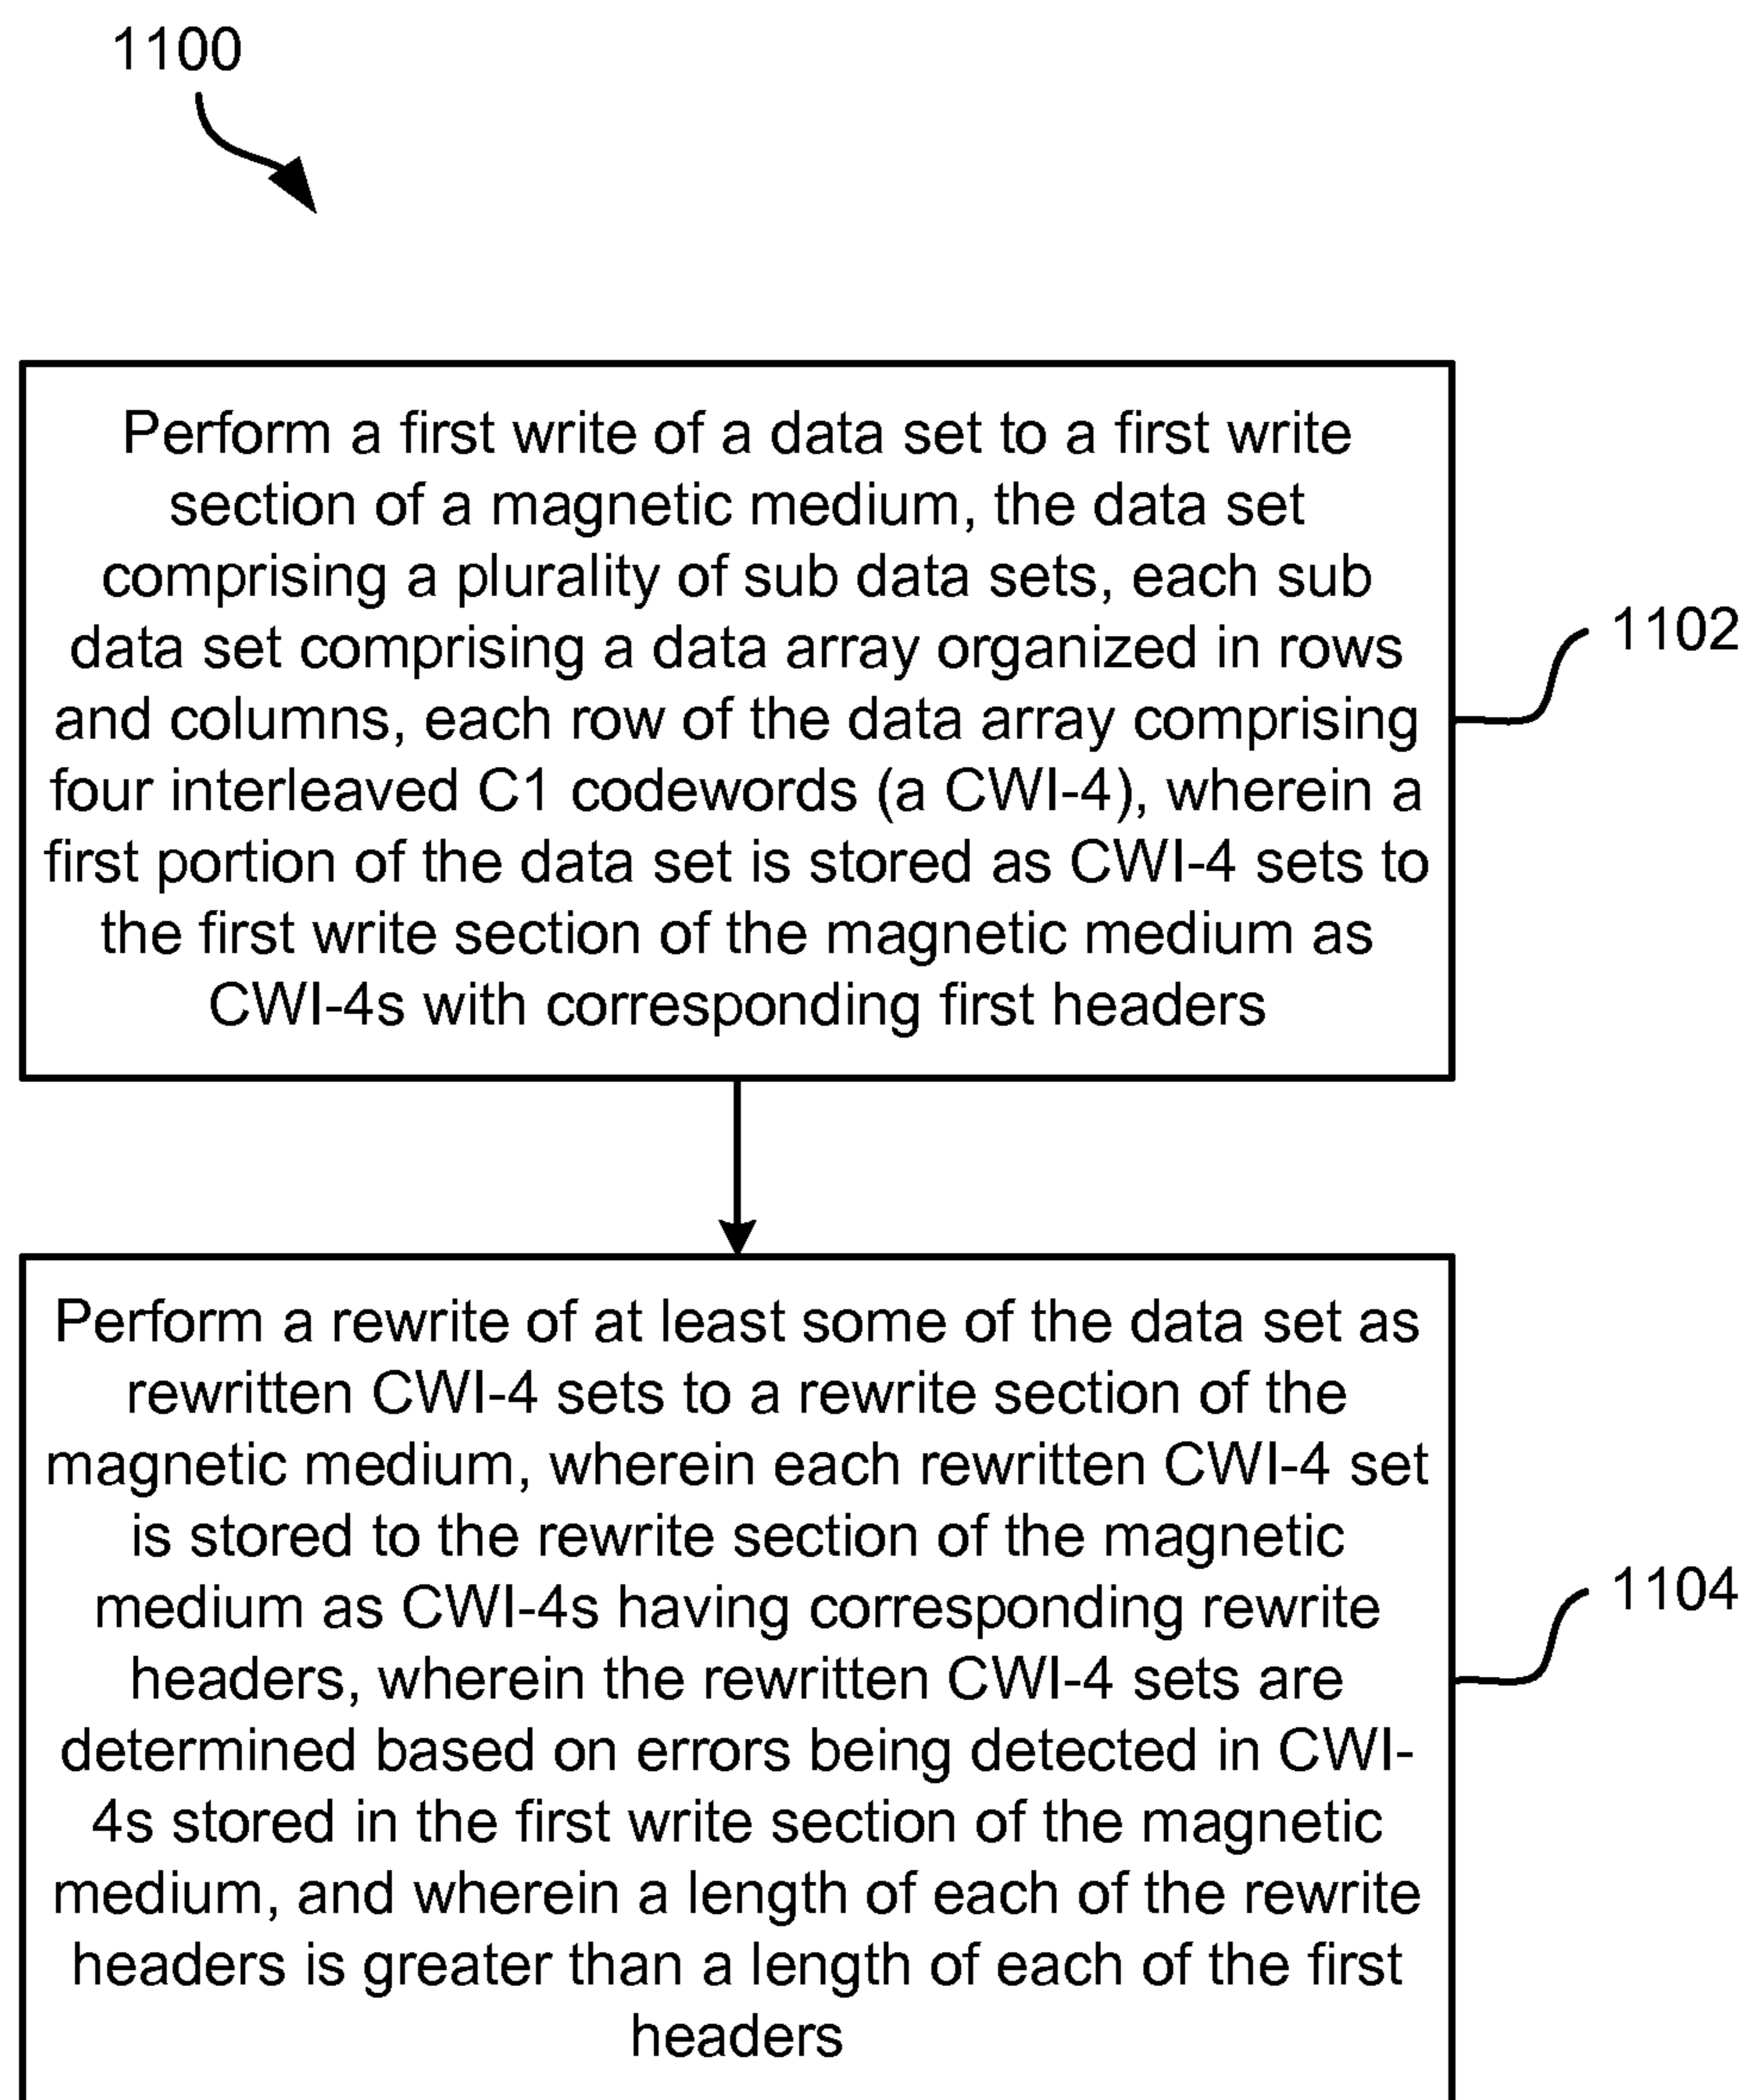 1100
Perform a first write of a data set to a first write
section of a magnetic medium, the data set
comprising a plurality of sub data sets, each sub
data set comprising a data array organized in rows
and columns, each row of the data array comprising
four interleaved C1 codewords (a CWI-4), wherein a
first portion of the data set is stored as CWI-4 sets to
the first write section of the magnetic medium as
CWI-4s with corresponding first headers
1102
Perform a rewrite of at least some of the data set as
rewritten CWI-4 sets to a rewrite section of the
magnetic medium, wherein each rewritten CWI-4 set
is stored to the rewrite section of the magnetic
medium as CWI-4s having corresponding rewrite
headers, wherein the rewritten CWI-4 sets are
determined based on errors being detected in CWI-
4s stored in the first write section of the magnetic
medium, and wherein a length of each of the rewrite
headers is greater than a length of each of the first
headers
1104